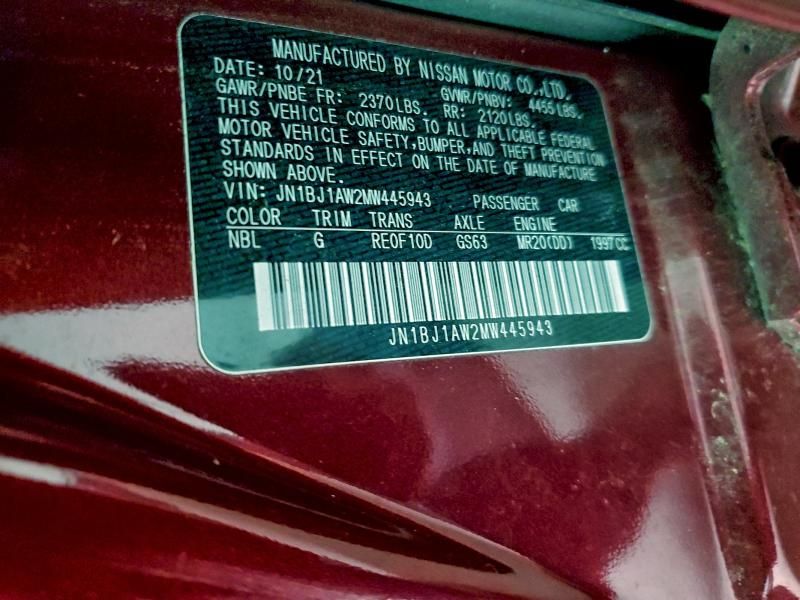 MANUFACTURED BY NISSAN MOTOR CO.,LTD.
DATE: 10/21 GVWR/PNBV: 4455LBS.
GAWR/PNBE FR: 2370LBS. RR: 2120LBS.
THIS VEHICLE CONFORMS TO ALL APPLICABLE FEDERAL
MOTOR VEHICLE SAFETY,BUMPER,AND THEFT PREVENTION
STANDARDS IN EFFECT ON THE DATE OF MANUFACTURE
SHOWN ABOVE.
VIN: JN1BJ1AW2MW445943 PASSENGER CAR
COLOR TRIM TRANS AXLE ENGINE
NBL G RE0F10D GS63 MR20(DD) 1997CC
JN1BJ1AW2MW445943